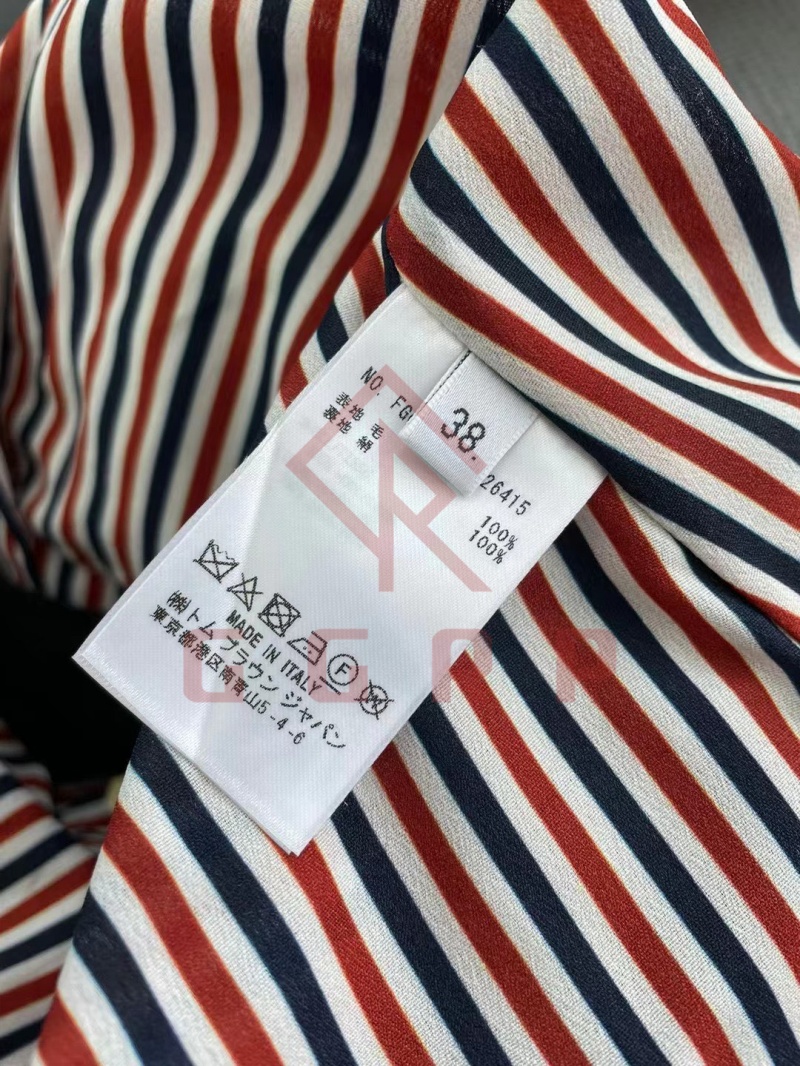 38.
NO. FG
26415
表地 毛 100%
裏地 絹 100%
MADE IN ITALY
㈱トム ブラウン ジャパン
東京都港区南青山5-4-6